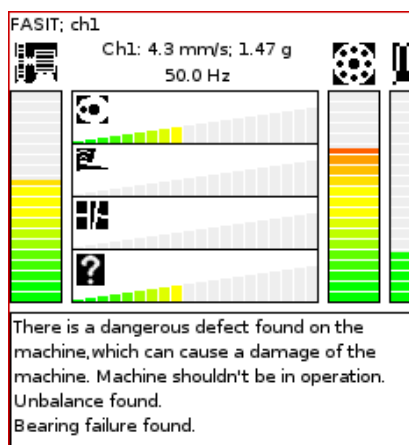 FASIT; ch1
Ch1: 4.3 mm/s; 1.47 g
50.0 Hz
?
There is a dangerous defect found on the
machine,which can cause a damage of the
machine. Machine shouldn't be in operation.
Unbalance found.
Bearing failure found.